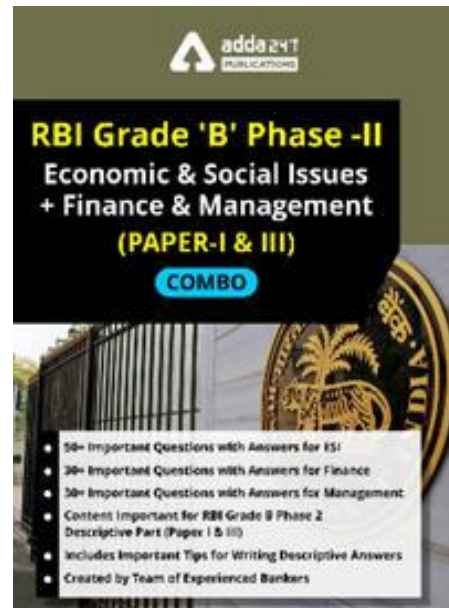 adda247
PUBLICATIONS
RBI Grade 'B' Phase -II
Economic & Social Issues
+ Finance & Management
(PAPER-I & III)
COMBO
50+ Important Questions with Answers for ESI
30+ Important Questions with Answers for Finance
30+ Important Questions with Answers for Management
Content Important for RBI Grade B Phase 2
Descriptive Part (Paper I & III)
Includes Important Tips for Writing Descriptive Answers
Created by Team of Experienced Bankers